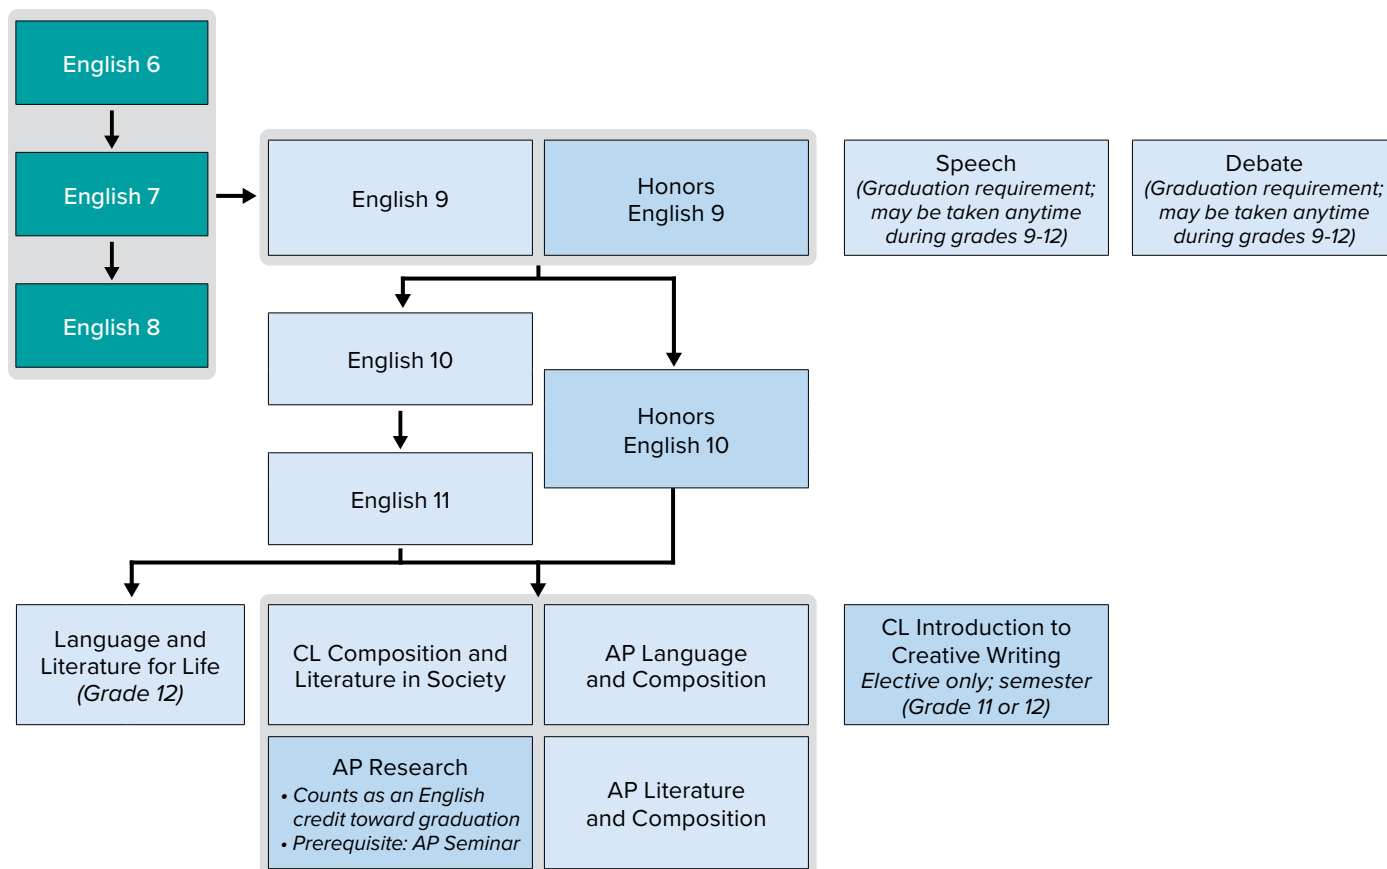 English 6
English 7
English 8
English 9
Honors
English 9
Speech
(Graduation requirement;
may be taken anytime
during grades 9-12)
Debate
(Graduation requirement;
may be taken anytime
during grades 9-12)
English 10
Honors
English 10
English 11
Language and
Literature for Life
(Grade 12)
CL Composition and
Literature in Society
AP Language
and Composition
CL Introduction to
Creative Writing
Elective only; semester
(Grade 11 or 12)
AP Research
• Counts as an English
credit toward graduation
• Prerequisite: AP Seminar
AP Literature
and Composition